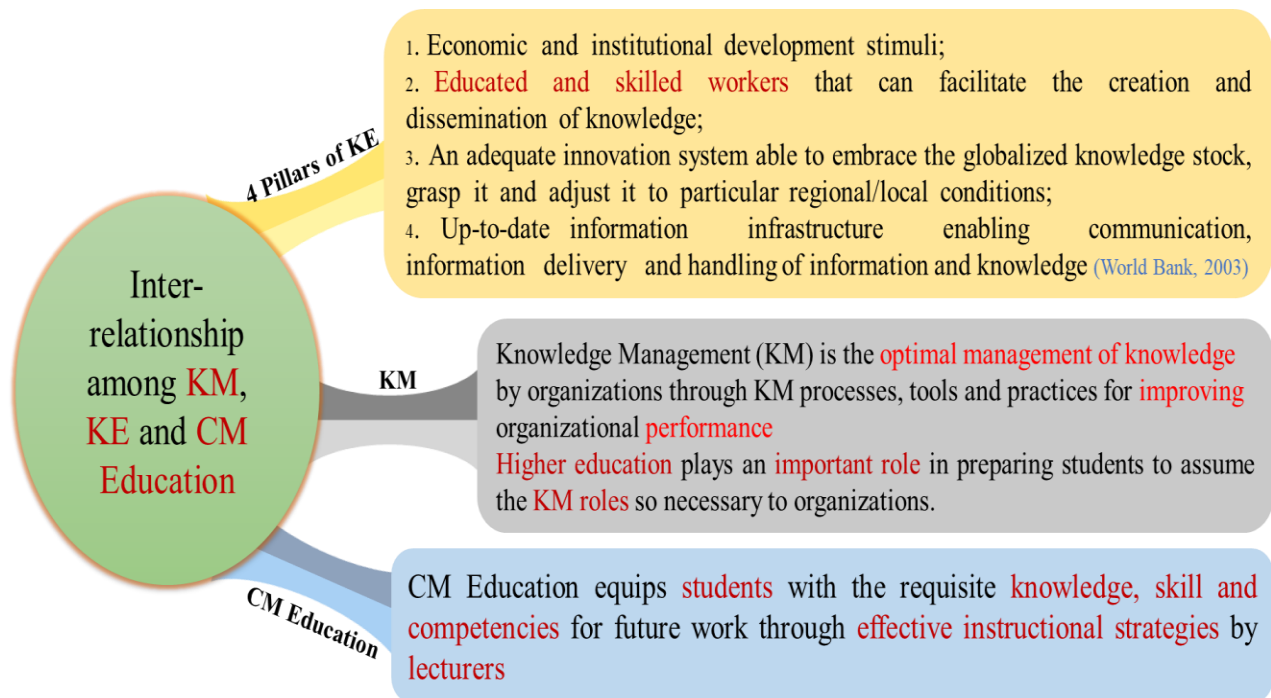 4 Pillars of KE
1. Economic and institutional development stimuli;
2. Educated and skilled workers that can facilitate the creation and
dissemination of knowledge;
3. An adequate innovation system able to embrace the globalized knowledge stock,
grasp it and adjust it to particular regional/local conditions;
4. Up-to-date information infrastructure enabling communication,
information delivery and handling of information and knowledge (World Bank, 2003)
Inter-
relationship
among KM,
KE and CM
Education
KM
Knowledge Management (KM) is the optimal management of knowledge
by organizations through KM processes, tools and practices for improving
organizational performance
Higher education plays an important role in preparing students to assume
the KM roles so necessary to organizations.
CM Education
CM Education equips students with the requisite knowledge, skill and
competencies for future work through effective instructional strategies by
lecturers